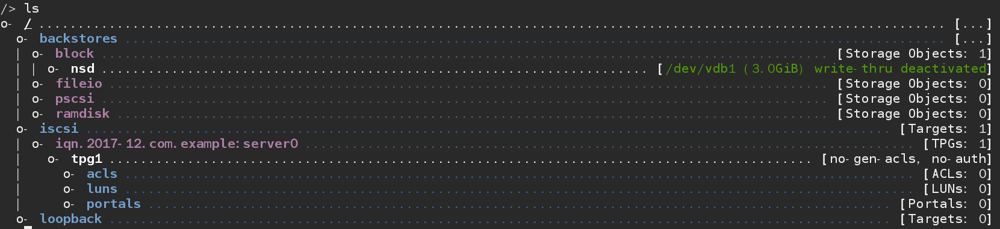 /> ls
o- / ..................................................................................................................... [...]
  o- backstores .......................................................................................................... [...]
  | o- block .............................................................................................. [Storage Objects: 1]
  | | o- nsd ....................................................................... [/dev/vdb1 (3.0GiB) write-thru deactivated]
  | o- fileio ............................................................................................. [Storage Objects: 0]
  | o- pscsi .............................................................................................. [Storage Objects: 0]
  | o- ramdisk ............................................................................................ [Storage Objects: 0]
  o- iscsi ........................................................................................................ [Targets: 1]
  | o- iqn.2017-12.com.example:server0 ............................................................................... [TPGs: 1]
  |   o- tpg1 ........................................................................................... [no-gen-acls, no-auth]
  |     o- acls ...................................................................................................... [ACLs: 0]
  |     o- luns ...................................................................................................... [LUNs: 0]
  |     o- portals ................................................................................................ [Portals: 0]
  o- loopback ..................................................................................................... [Targets: 0]